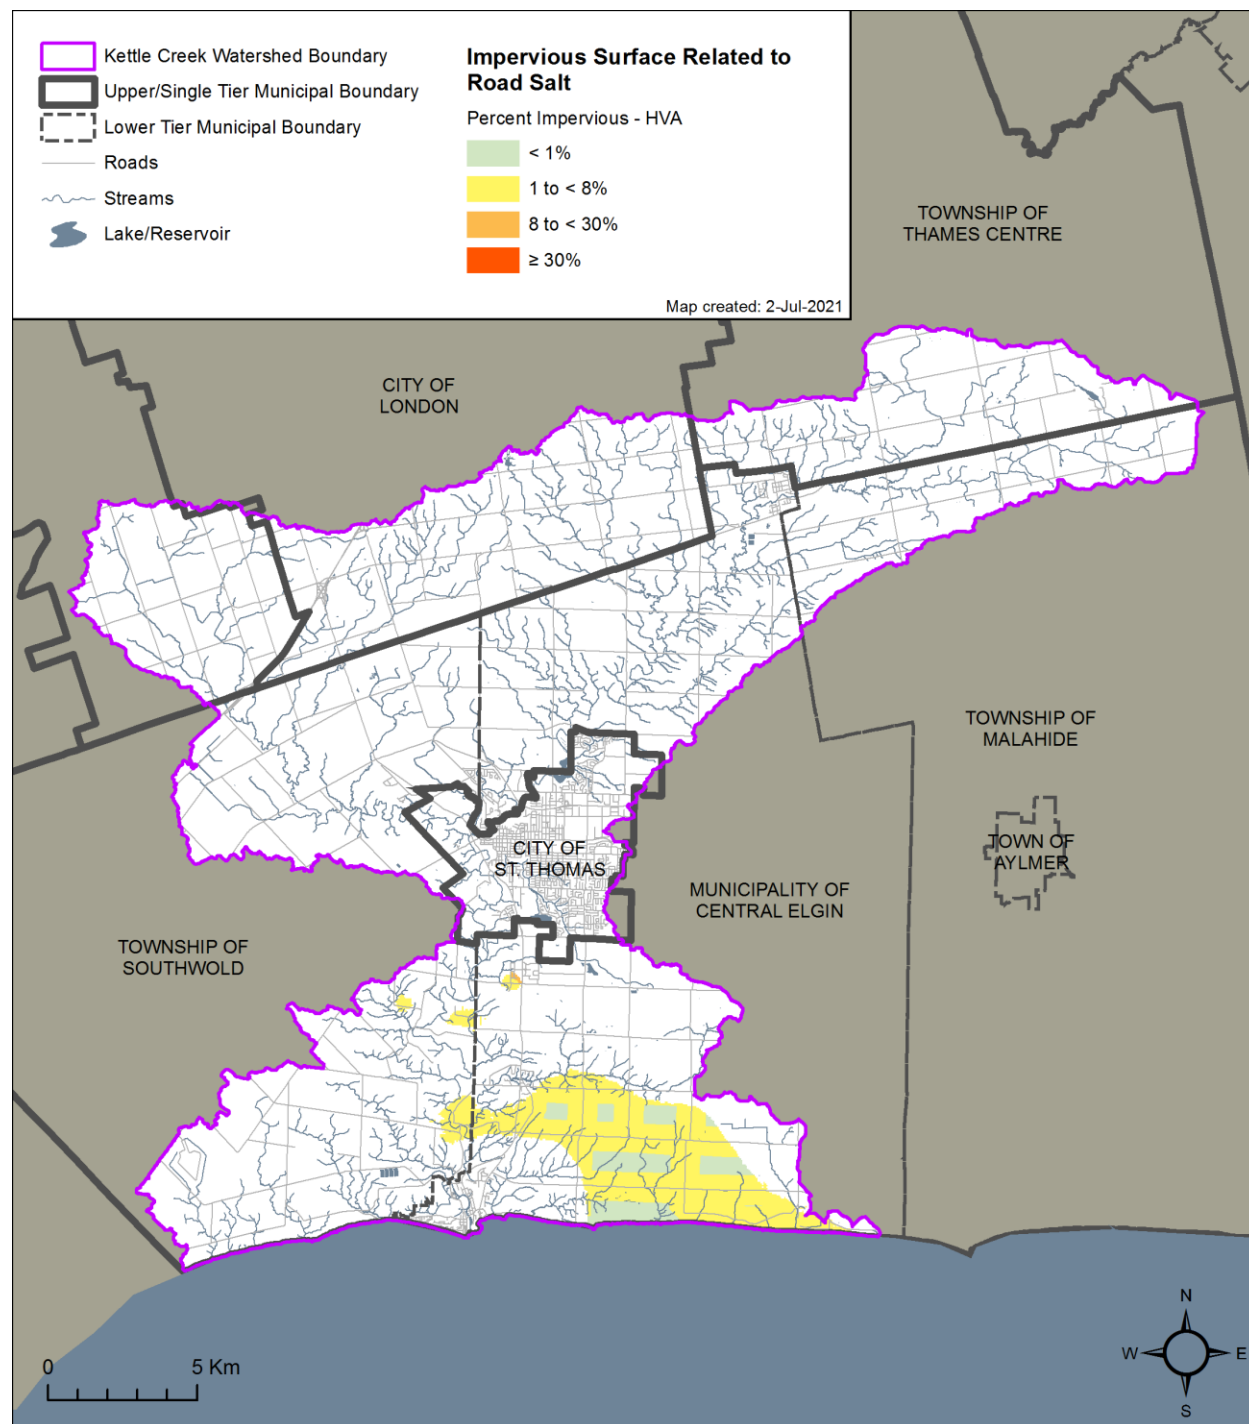 Kettle Creek Watershed Boundary
Upper/Single Tier Municipal Boundary
Lower Tier Municipal Boundary
Roads
Streams
Lake/Reservoir
Impervious Surface Related to
Road Salt
Percent Impervious - HVA
< 1%
1 to < 8%
8 to < 30%
≥ 30%
Map created: 2-Jul-2021
TOWNSHIP OF
THAMES CENTRE
CITY OF
LONDON
TOWNSHIP OF
MALAHIDE
TOWN OF
AYLMER
CITY OF
ST. THOMAS
MUNICIPALITY OF
CENTRAL ELGIN
TOWNSHIP OF
SOUTHWOLD
0 5 Km
N
W E
S